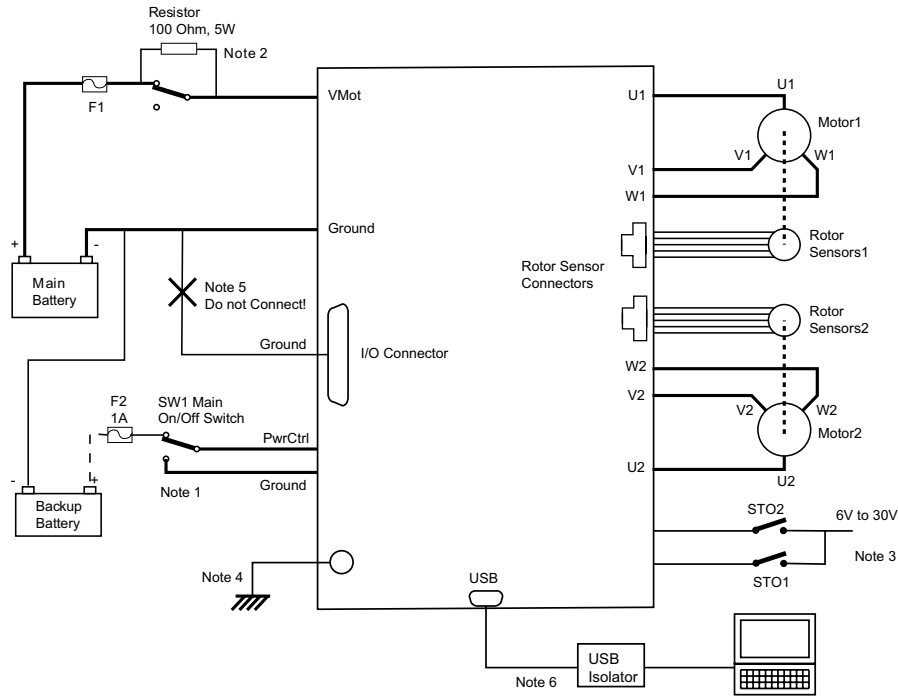 Resistor
100 Ohm, 5W
Note 2
F1
VMot
U1
U1
Motor1
V1
W1
V1
W1
Ground
+
-
Main
Battery
Rotor
Sensors1
Rotor Sensor
Connectors
Note 5
Do not Connect!
Rotor
Sensors2
Ground
I/O Connector
W2
V2
V2
W2
Motor2
F2
1A
SW1 Main
On/Off Switch
PwrCtrl
Ground
Note 1
-
+
Backup
Battery
U2
U2
STO2
6V to 30V
Note 3
STO1
Note 4
USB
Note 6
USB
Isolator